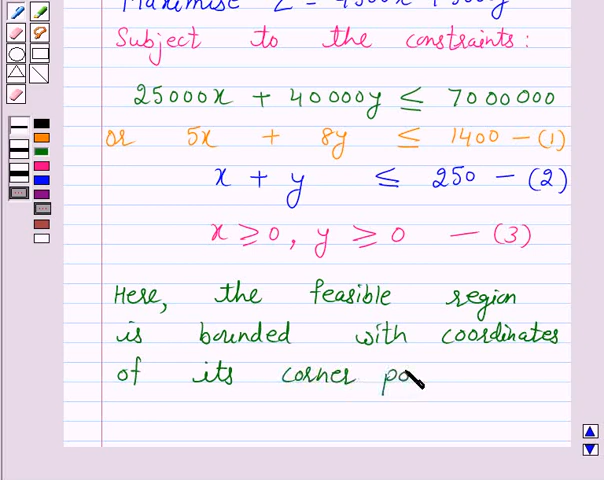 Subject to the constraints:
25000x + 40000y ≤ 7000000
or 5x + 8y ≤ 1400 - (1)
x + y ≤ 250 - (2)
x ≥ 0, y ≥ 0 - (3)
Here, the feasible region
is bounded with coordinates
of its corner po